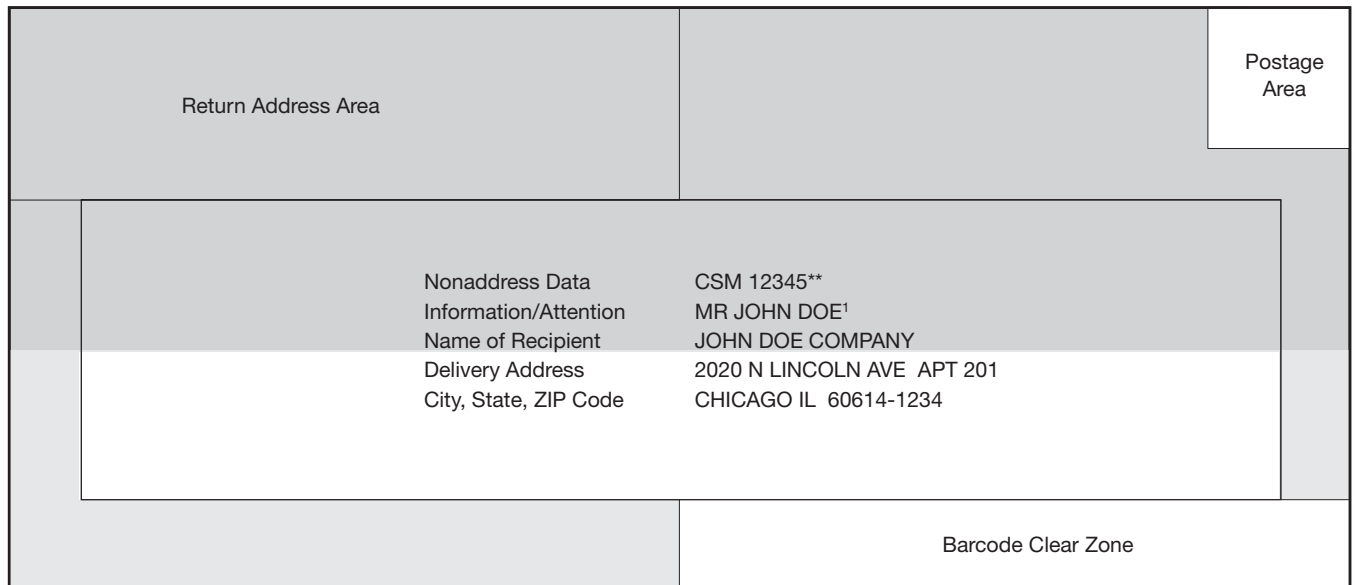 Postage
Area
Return Address Area
Nonaddress Data CSM 12345**
Information/Attention MR JOHN DOE¹
Name of Recipient JOHN DOE COMPANY
Delivery Address 2020 N LINCOLN AVE APT 201
City, State, ZIP Code CHICAGO IL 60614-1234
Barcode Clear Zone